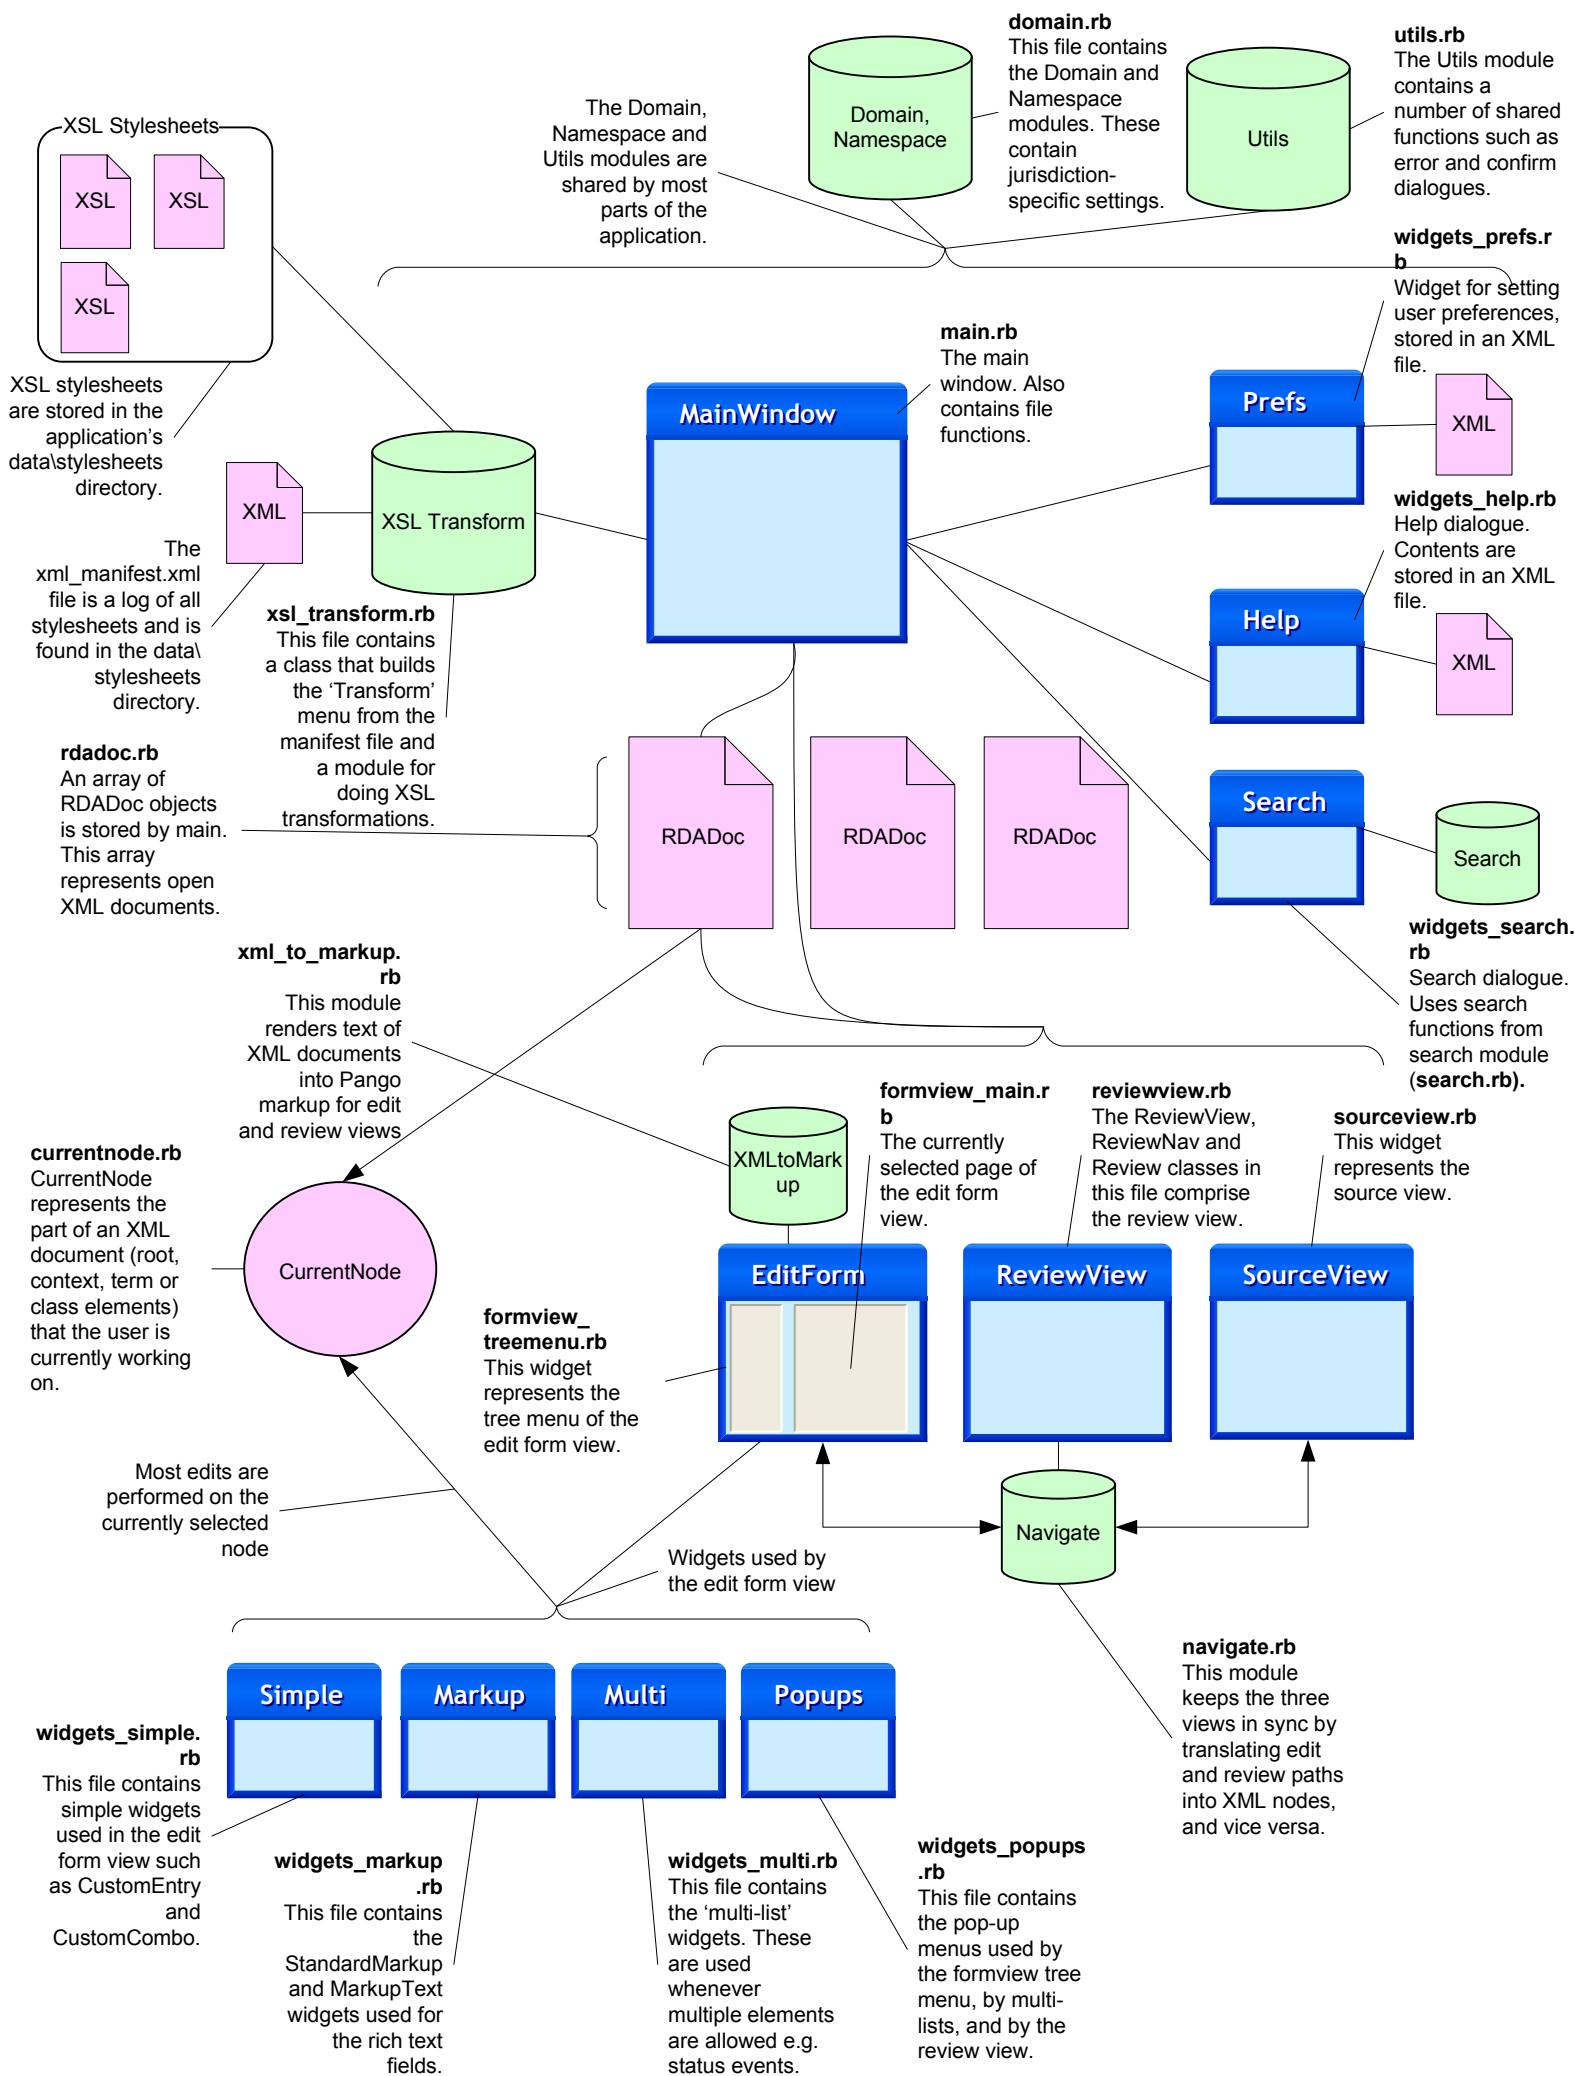 domain.rb
This file contains
the Domain and
Namespace
modules. These
contain
jurisdiction-
specific settings.
utils.rb
The Utils module
contains a
number of shared
functions such as
error and confirm
dialogues.
The Domain,
Namespace and
Utils modules are
shared by most
parts of the
application.
Domain,
Namespace
Utils
XSL Stylesheets
XSL
XSL
XSL
XSL stylesheets
are stored in the
application's
data\stylesheets
directory.
widgets_prefs.r
b
Widget for setting
user preferences,
stored in an XML
file.
main.rb
The main
window. Also
contains file
functions.
MainWindow
Prefs
XML
XML
XSL Transform
The
xml_manifest.xml
file is a log of all
stylesheets and is
found in the data\
stylesheets
directory.
xsl_transform.rb
This file contains
a class that builds
the ‘Transform’
menu from the
manifest file and
a module for
doing XSL
transformations.
widgets_help.rb
Help dialogue.
Contents are
stored in an XML
file.
Help
XML
rdadoc.rb
An array of
RDADoc objects
is stored by main.
This array
represents open
XML documents.
RDADoc
RDADoc
RDADoc
Search
Search
widgets_search.
rb
Search dialogue.
Uses search
functions from
search module
(search.rb).
xml_to_markup.
rb
This module
renders text of
XML documents
into Pango
markup for edit
and review views
currentnode.rb
CurrentNode
represents the
part of an XML
document (root,
context, term or
class elements)
that the user is
currently working
on.
CurrentNode
XMLtoMark
up
formview_main.r
b
The currently
selected page of
the edit form
view.
reviewview.rb
The ReviewView,
ReviewNav and
Review classes in
this file comprise
the review view.
sourceview.rb
This widget
represents the
source view.
EditForm
ReviewView
SourceView
formview_
treemenu.rb
This widget
represents the
tree menu of the
edit form view.
Most edits are
performed on the
currently selected
node
Navigate
Widgets used by
the edit form view
navigate.rb
This module
keeps the three
views in sync by
translating edit
and review paths
into XML nodes,
and vice versa.
Simple
Markup
Multi
Popups
widgets_simple.
rb
This file contains
simple widgets
used in the edit
form view such
as CustomEntry
and
CustomCombo.
widgets_markup
.rb
This file contains
the
StandardMarkup
and MarkupText
widgets used for
the rich text
fields.
widgets_multi.rb
This file contains
the ‘multi-list’
widgets. These
are used
whenever
multiple elements
are allowed e.g.
status events.
widgets_popups
.rb
This file contains
the pop-up
menus used by
the formview tree
menu, by multi-
lists, and by the
review view.